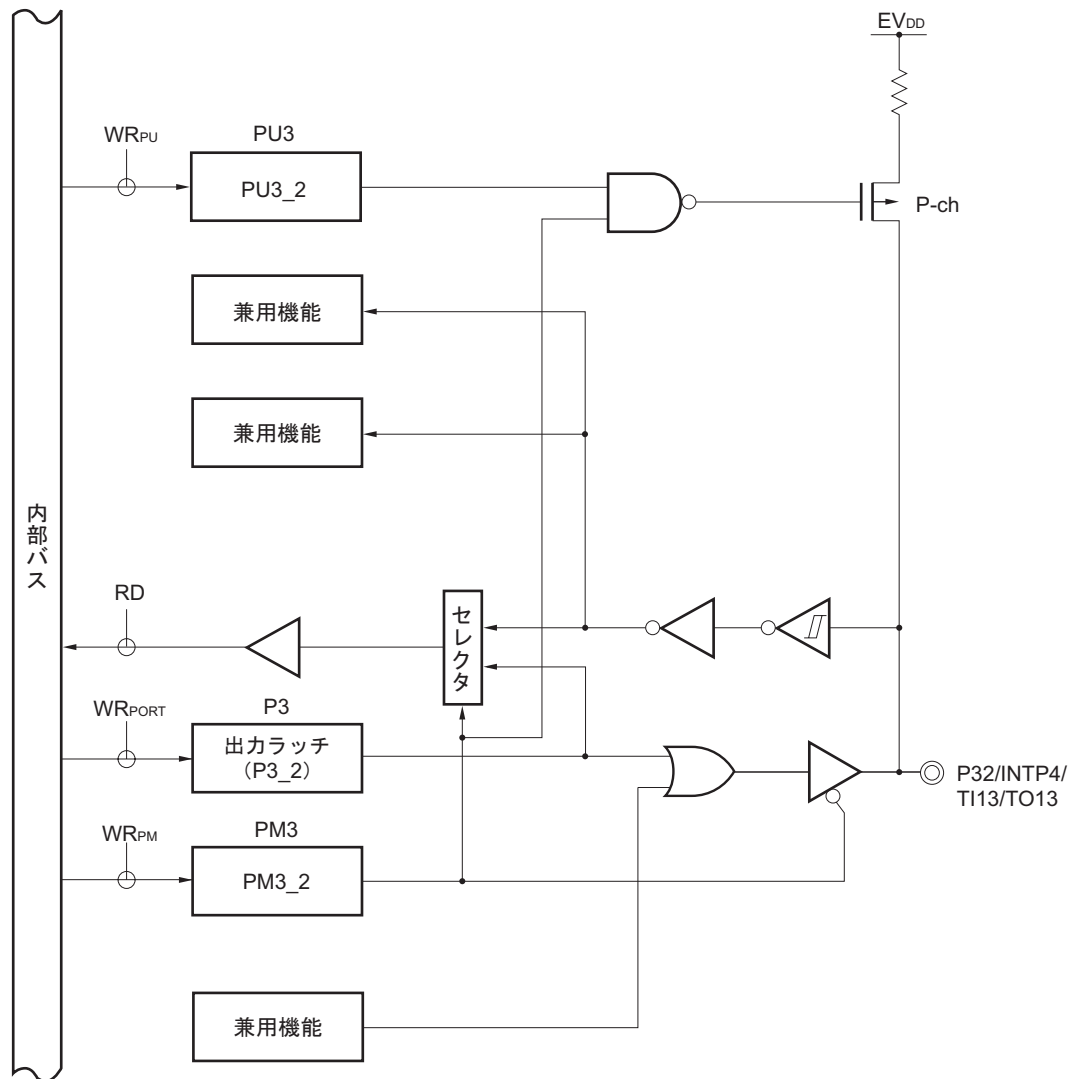 EVDD
WRPU
PU3
PU3_2
P-ch
兼用機能
兼用機能
内部バス
RD
セレクタ
WRPORT
P3
出力ラッチ
（P3_2）
P32/INTP4/
TI13/TO13
WRPM
PM3
PM3_2
兼用機能